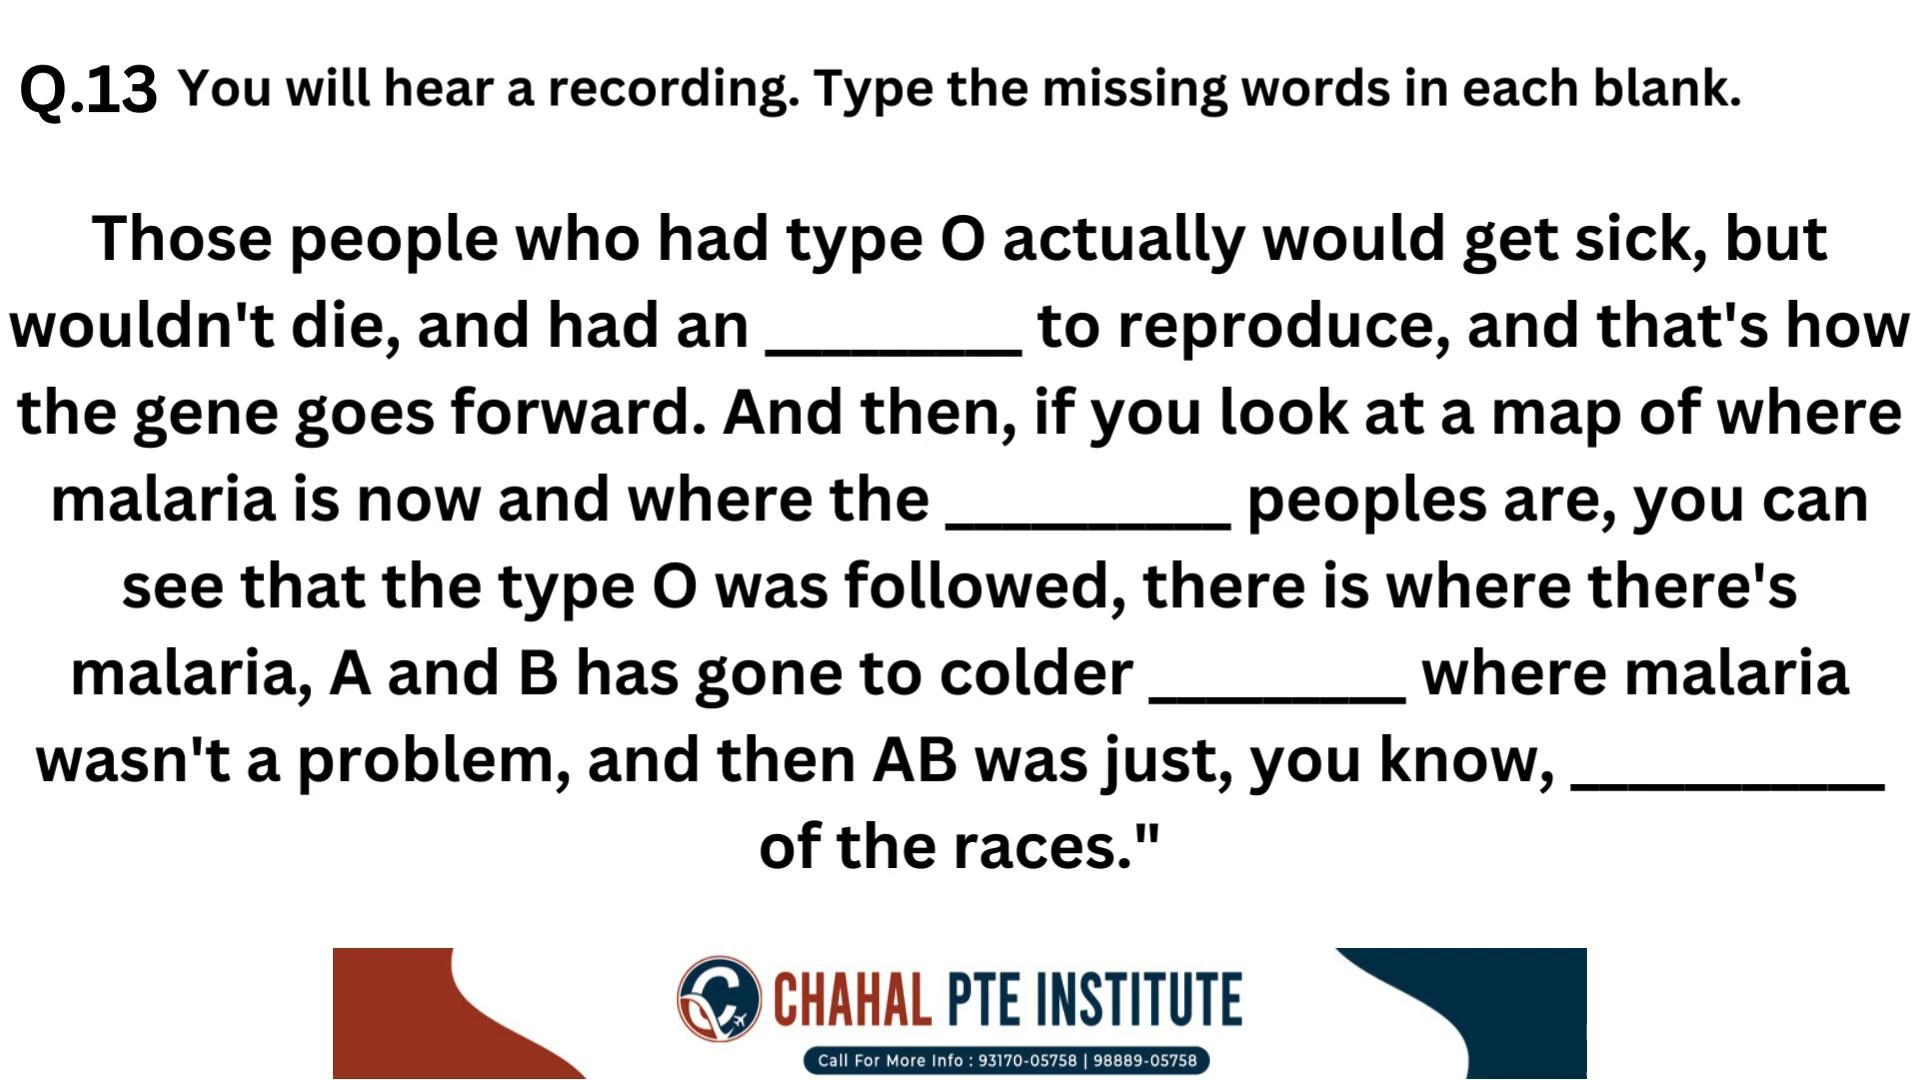 Q.13 You will hear a recording. Type the missing words in each blank.
Those people who had type O actually would get sick, but
wouldn't die, and had an _________ to reproduce, and that's how
the gene goes forward. And then, if you look at a map of where
malaria is now and where the __________ peoples are, you can
see that the type O was followed, there is where there's
malaria, A and B has gone to colder _________ where malaria
wasn't a problem, and then AB was just, you know, ___________
of the races."
CHAHAL PTE INSTITUTE
Call For More Info : 93170-05758 | 98889-05758